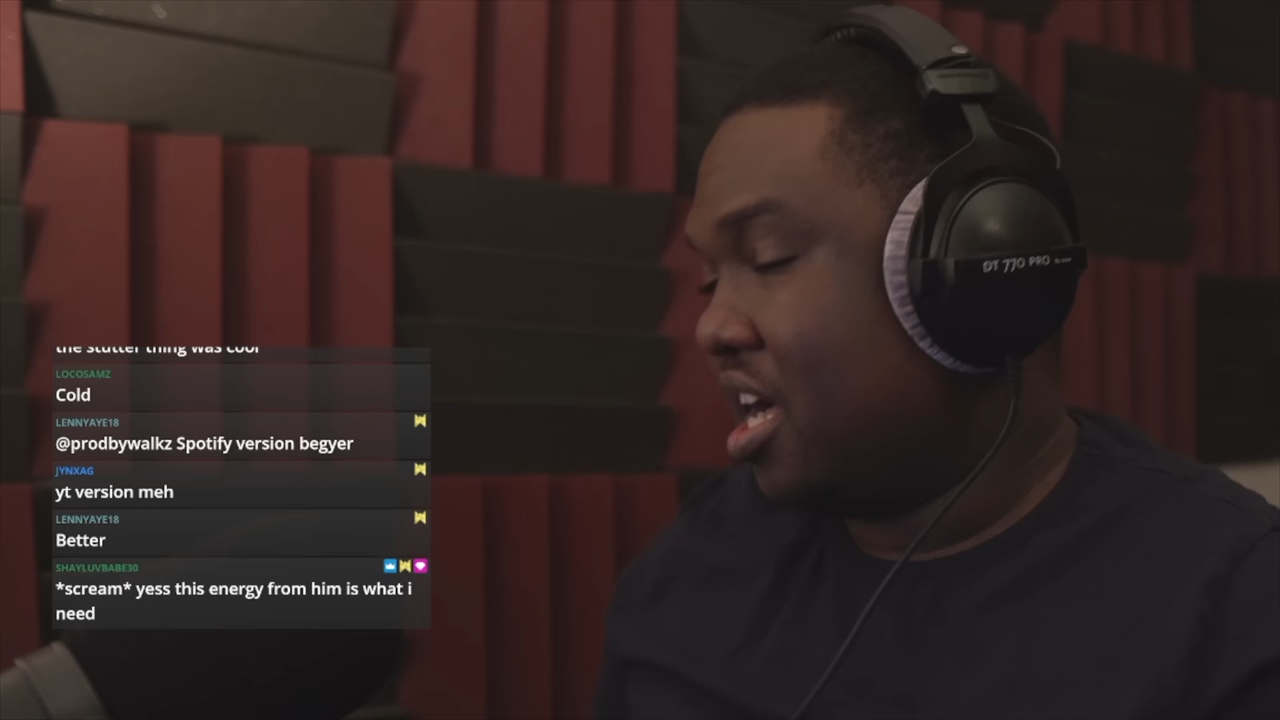 the stutter thing was cool
LOCOSAMZ
Cold
LENNYAYE18
@prodbywalkz Spotify version begyer
JYNXAG
yt version meh
LENNYAYE18
Better
SHAYLUVBABE30
*scream* yess this energy from him is what i
need
DT 770 PRO